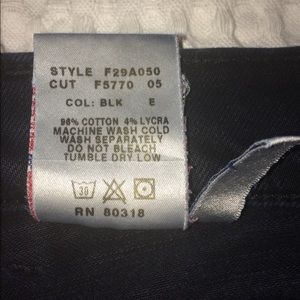 STYLE F29A050
CUT F5770 05
COL: BLK E
96% COTTON 4% LYCRA
MACHINE WASH COLD
WASH SEPARATELY
DO NOT BLEACH
TUMBLE DRY LOW
30
RN 80318